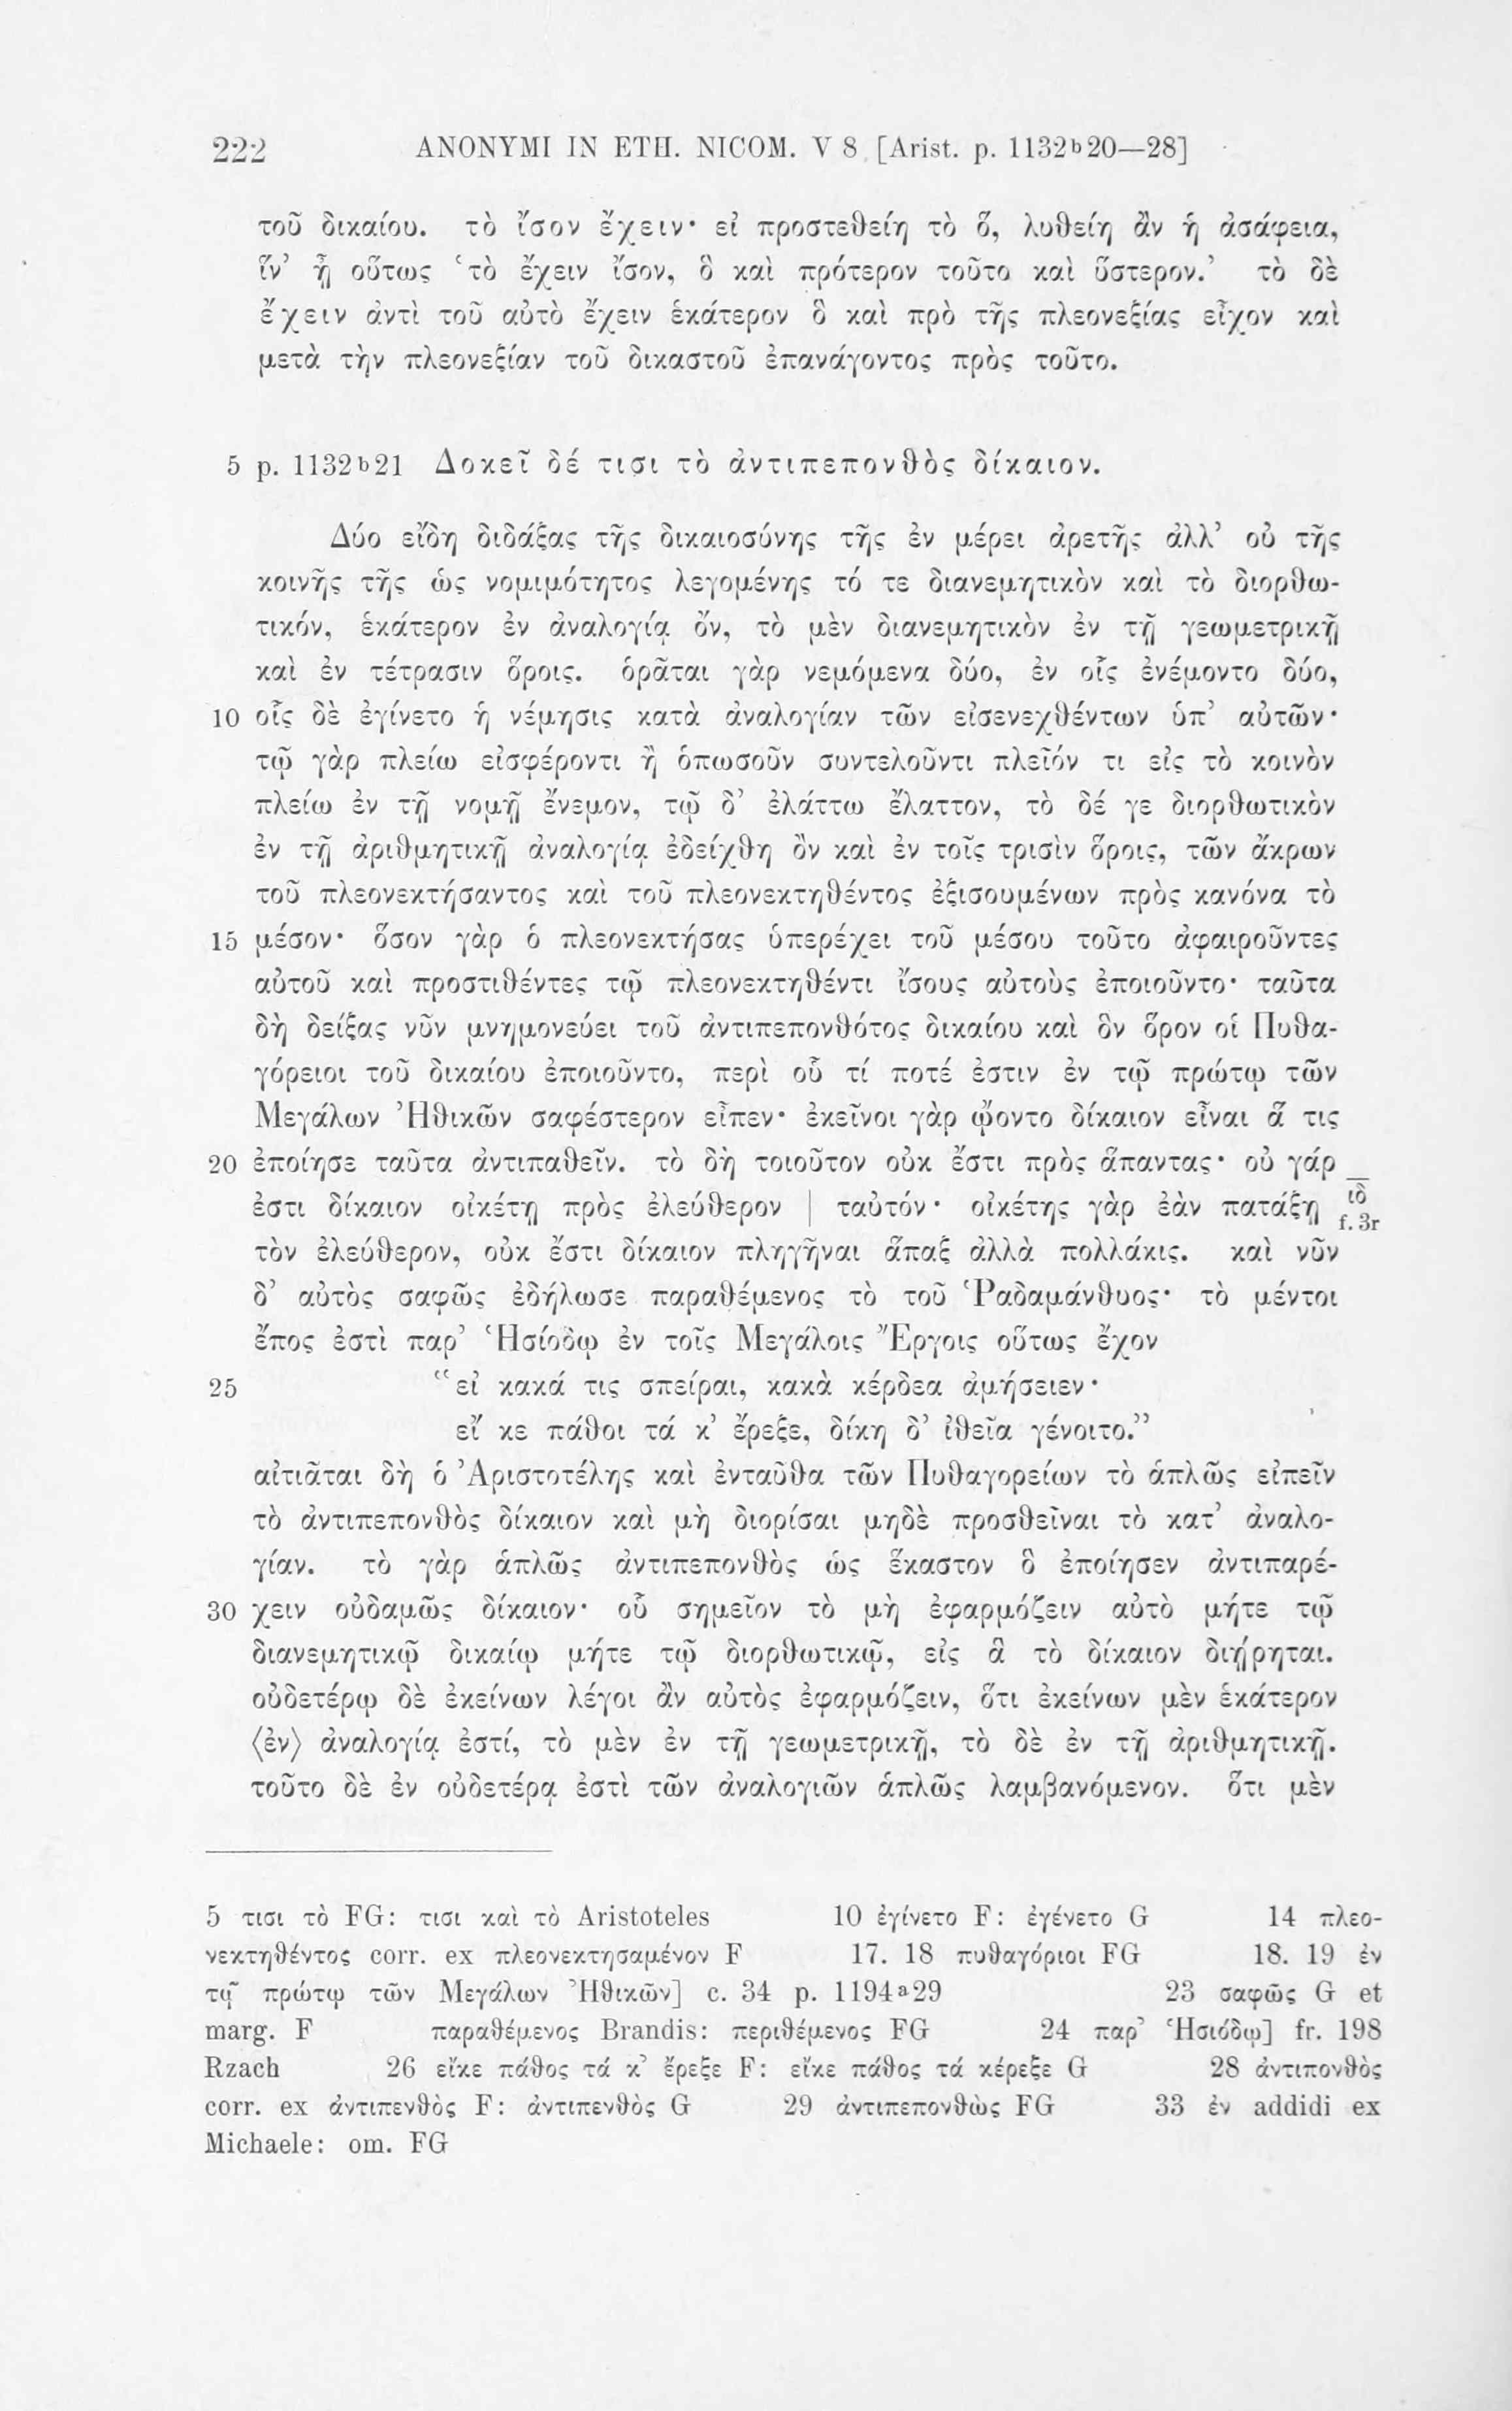 222 ANONYMI IN ETH. NICOM. V 8 [Arist. p. 1132ᵇ20—28]
τοῦ δικαίου. τὸ ἴσον ἔχειν· εἰ προστεθείη τὸ ὅ, λυθείη ἂν ἡ ἀσάφεια,
ἵν’ ᾖ οὕτως ‘τὸ ἔχειν ἴσον, ὃ καὶ πρότερον τοῦτο καὶ ὕστερον.’ τὸ δὲ
ἔχειν ἀντὶ τοῦ αὐτὸ ἔχειν ἑκάτερον ὃ καὶ πρὸ τῆς πλεονεξίας εἶχον καὶ
μετὰ τὴν πλεονεξίαν τοῦ δικαστοῦ ἐπανάγοντος πρὸς τοῦτο.
5 p. 1132ᵇ21 Δοκεῖ δέ τισι τὸ ἀντιπεπονθὸς δίκαιον.
Δύο εἴδη διδάξας τῆς δικαιοσύνης τῆς ἐν μέρει ἀρετῆς ἀλλ’ οὐ τῆς
κοινῆς τῆς ὡς νομιμότητος λεγομένης τό τε διανεμητικὸν καὶ τὸ διορθω-
τικόν, ἑκάτερον ἐν ἀναλογίᾳ ὄν, τὸ μὲν διανεμητικὸν ἐν τῇ γεωμετρικῇ
καὶ ἐν τέτρασιν ὅροις. ὁρᾶται γὰρ νεμόμενα δύο, ἐν οἷς ἐνέμοντο δύο,
10 οἷς δὲ ἐγίνετο ἡ νέμησις κατὰ ἀναλογίαν τῶν εἰσενεχθέντων ὑπ’ αὐτῶν·
τῷ γὰρ πλείω εἰσφέροντι ἢ ὁπωσοῦν συντελοῦντι πλεῖόν τι εἰς τὸ κοινὸν
πλείω ἐν τῇ νομῇ ἔνεμον, τῷ δ’ ἐλάττω ἔλαττον, τὸ δέ γε διορθωτικὸν
ἐν τῇ ἀριθμητικῇ ἀναλογίᾳ ἐδείχθη ὂν καὶ ἐν τοῖς τρισὶν ὅροις, τῶν ἄκρων
τοῦ πλεονεκτήσαντος καὶ τοῦ πλεονεκτηθέντος ἐξισουμένων πρὸς κανόνα τὸ
15 μέσον· ὅσον γὰρ ὁ πλεονεκτήσας ὑπερέχει τοῦ μέσου τοῦτο ἀφαιροῦντες
αὐτοῦ καὶ προστιθέντες τῷ πλεονεκτηθέντι ἴσους αὐτοὺς ἐποιοῦντο· ταῦτα
δὴ δείξας νῦν μνημονεύει τοῦ ἀντιπεπονθότος δικαίου καὶ ὃν ὅρον οἱ Πυθα-
γόρειοι τοῦ δικαίου ἐποιοῦντο, περὶ οὗ τί ποτέ ἐστιν ἐν τῷ πρώτῳ τῶν
Μεγάλων Ἠθικῶν σαφέστερον εἶπεν· ἐκεῖνοι γὰρ ᾤοντο δίκαιον εἶναι ἅ τις
20 ἐποίησε ταῦτα ἀντιπαθεῖν. τὸ δὴ τοιοῦτον οὐκ ἔστι πρὸς ἅπαντας· οὐ γάρ
ἐστι δίκαιον οἰκέτῃ πρὸς ἐλεύθερον | ταὐτόν· οἰκέτης γὰρ ἐὰν πατάξῃ ι̅δ̅ f. 3r
τὸν ἐλεύθερον, οὐκ ἔστι δίκαιον πληγῆναι ἅπαξ ἀλλὰ πολλάκις. καὶ νῦν
δ’ αὐτὸς σαφῶς ἐδήλωσε παραθέμενος τὸ τοῦ Ῥαδαμάνθυος· τὸ μέντοι
ἔπος ἐστὶ παρ’ Ἡσίοδῳ ἐν τοῖς Μεγάλοις Ἔργοις οὕτως ἔχον
25 “εἰ κακά τις σπείραι, κακὰ κέρδεα ἀμήσειεν·
εἴ κε πάθοι τά κ’ ἔρεξε, δίκη δ’ ἰθεῖα γένοιτο.”
αἰτιᾶται δὴ ὁ Ἀριστοτέλης καὶ ἐνταῦθα τῶν Πυθαγορείων τὸ ἁπλῶς εἰπεῖν
τὸ ἀντιπεπονθὸς δίκαιον καὶ μὴ διορίσαι μηδὲ προσθεῖναι τὸ κατ’ ἀναλο-
γίαν. τὸ γὰρ ἁπλῶς ἀντιπεπονθὸς ὡς ἕκαστον ὃ ἐποίησεν ἀντιπαρέ-
30 χειν οὐδαμῶς δίκαιον· οὗ σημεῖον τὸ μὴ ἐφαρμόζειν αὐτὸ μήτε τῷ
διανεμητικῷ δικαίῳ μήτε τῷ διορθωτικῷ, εἰς ἃ τὸ δίκαιον διῄρηται.
οὐδετέρῳ δὲ ἐκείνων λέγοι ἂν αὐτὸς ἐφαρμόζειν, ὅτι ἐκείνων μὲν ἑκάτερον
⟨ἐν⟩ ἀναλογίᾳ ἐστί, τὸ μὲν ἐν τῇ γεωμετρικῇ, τὸ δὲ ἐν τῇ ἀριθμητικῇ.
τοῦτο δὲ ἐν οὐδετέρᾳ ἐστὶ τῶν ἀναλογιῶν ἁπλῶς λαμβανόμενον. ὅτι μὲν
5 τισι τὸ FG: τισι καὶ τὸ Aristoteles 10 ἐγίνετο F: ἐγένετο G 14 πλεο-
νεκτηθέντος corr. ex πλεονεκτησαμένον F 17. 18 πυθαγόριοι FG 18. 19 ἐν
τῷ πρώτῳ τῶν Μεγάλων Ἠθικῶν] c. 34 p. 1194ᵃ29 23 σαφῶς G et
marg. F παραθέμενος Brandis: περιθέμενος FG 24 παρ’ Ἡσιόδῳ] fr. 198
Rzach 26 εἴκε πάθος τά κ’ ἔρεξε F: εἴκε πάθος τά κέρεξε G 28 ἀντιπονθὸς
corr. ex ἀντιπενθὸς F: ἀντιπενθὸς G 29 ἀντιπεπονθὼς FG 33 ἐν addidi ex
Michaele: om. FG